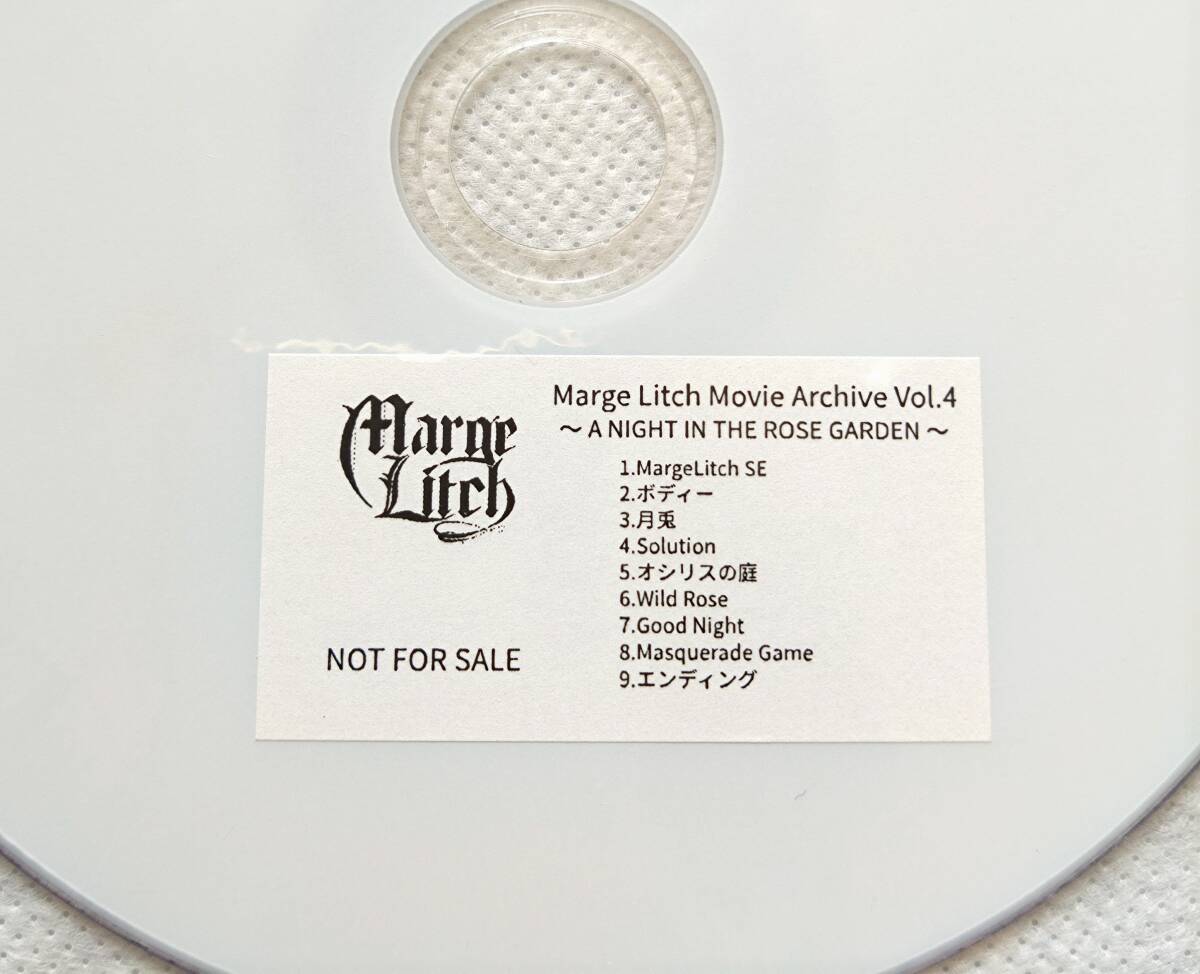 Marge
Litch
NOT FOR SALE
Marge Litch Movie Archive Vol.4
～ A NIGHT IN THE ROSE GARDEN ～
1.MargeLitch SE
2.ボディー
3.月兎
4.Solution
5.オシリスの庭
6.Wild Rose
7.Good Night
8.Masquerade Game
9.エンディング